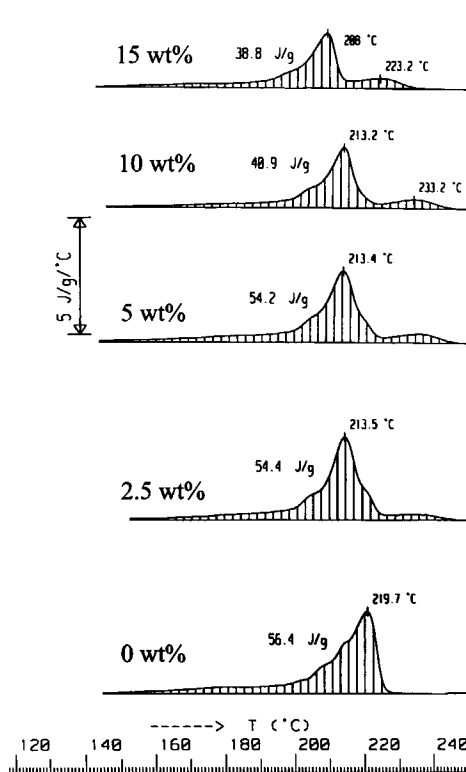 15 wt%
38.8 J/g
208 °C
223.2 °C
10 wt%
40.9 J/g
213.2 °C
233.2 °C
5 J/g/°C
5 wt%
54.2 J/g
213.4 °C
2.5 wt%
54.4 J/g
213.5 °C
0 wt%
56.4 J/g
219.7 °C
-----> T (°C)
120 140 160 180 200 220 240